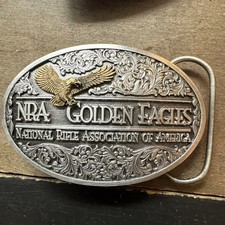 NRA GOLDEN EAGLES
NATIONAL RIFLE ASSOCIATION OF AMERICA